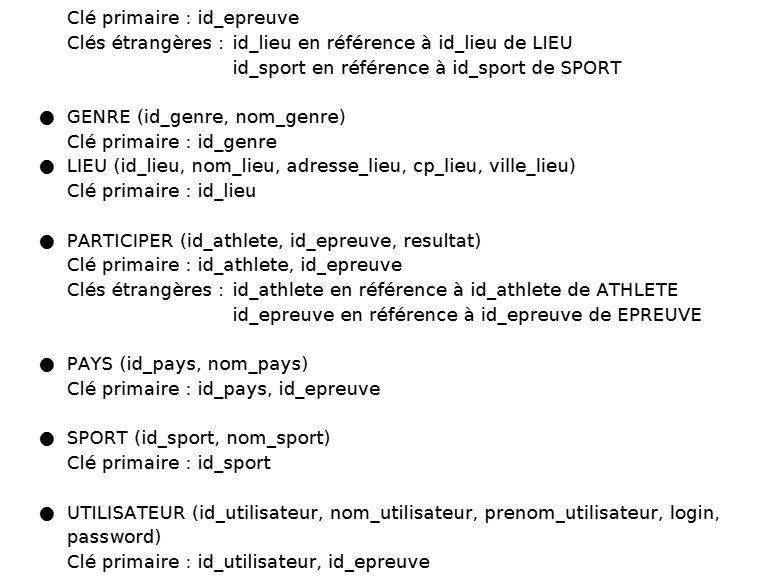 Clé primaire : id_epreuve
Clés étrangères : id_lieu en référence à id_lieu de LIEU
id_sport en référence à id_sport de SPORT
● GENRE (id_genre, nom_genre)
Clé primaire : id_genre
● LIEU (id_lieu, nom_lieu, adresse_lieu, cp_lieu, ville_lieu)
Clé primaire : id_lieu
● PARTICIPER (id_athlete, id_epreuve, resultat)
Clé primaire : id_athlete, id_epreuve
Clés étrangères : id_athlete en référence à id_athlete de ATHLETE
id_epreuve en référence à id_epreuve de EPREUVE
● PAYS (id_pays, nom_pays)
Clé primaire : id_pays, id_epreuve
● SPORT (id_sport, nom_sport)
Clé primaire : id_sport
● UTILISATEUR (id_utilisateur, nom_utilisateur, prenom_utilisateur, login,
password)
Clé primaire : id_utilisateur, id_epreuve